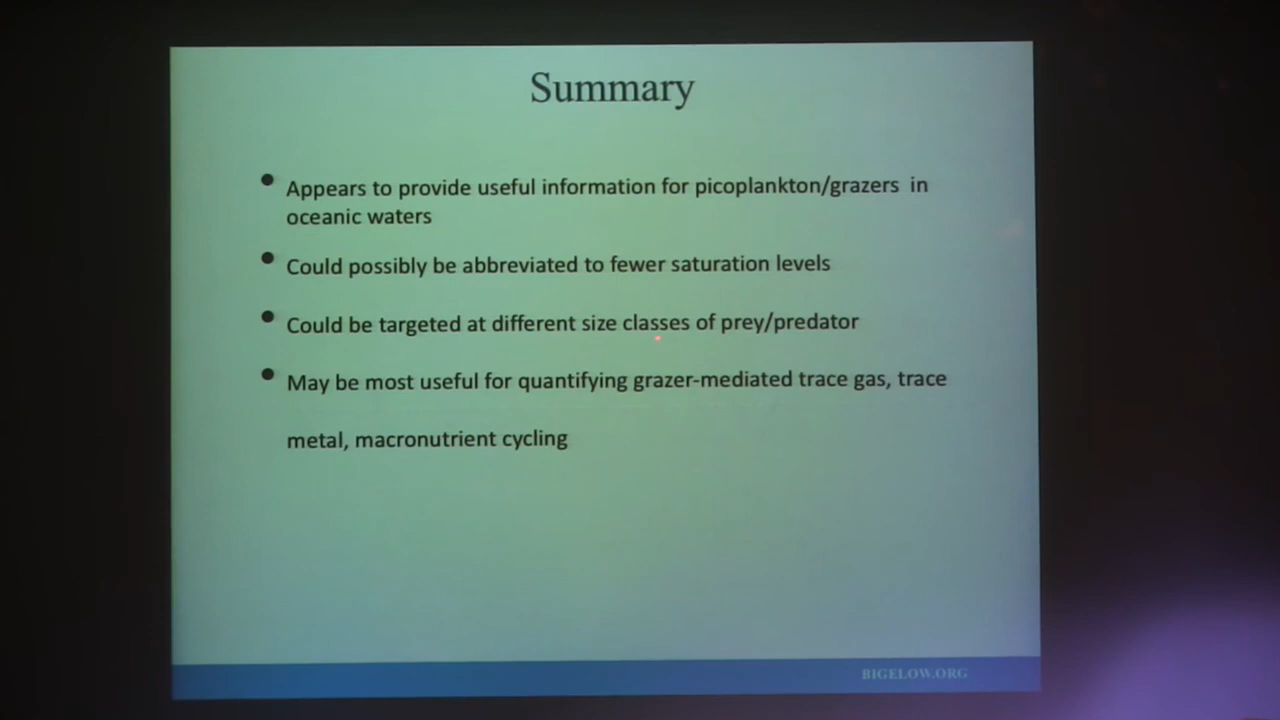 Summary
• Appears to provide useful information for picoplankton/grazers in
oceanic waters
• Could possibly be abbreviated to fewer saturation levels
• Could be targeted at different size classes of prey/predator
• May be most useful for quantifying grazer-mediated trace gas, trace
metal, macronutrient cycling
BIGELOW.ORG